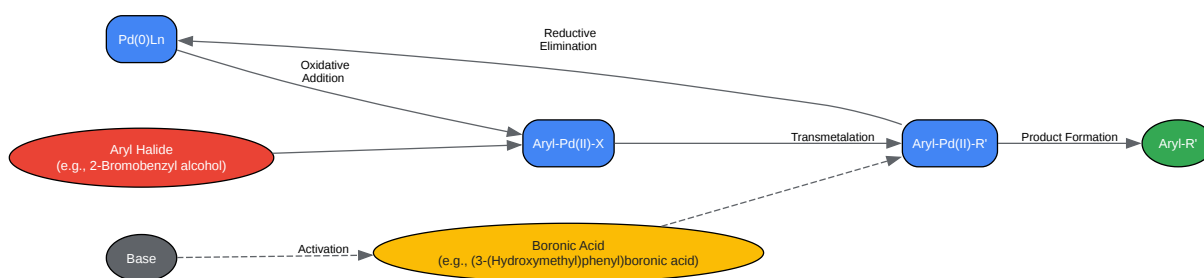 Pd(0)Ln
Reductive
Elimination
Oxidative
Addition
Aryl Halide
(e.g., 2-Bromobenzyl alcohol)
Aryl-Pd(II)-X
Transmetalation
Aryl-Pd(II)-R'
Product Formation
Aryl-R'
Base
Activation
Boronic Acid
(e.g., (3-(Hydroxymethyl)phenyl)boronic acid)